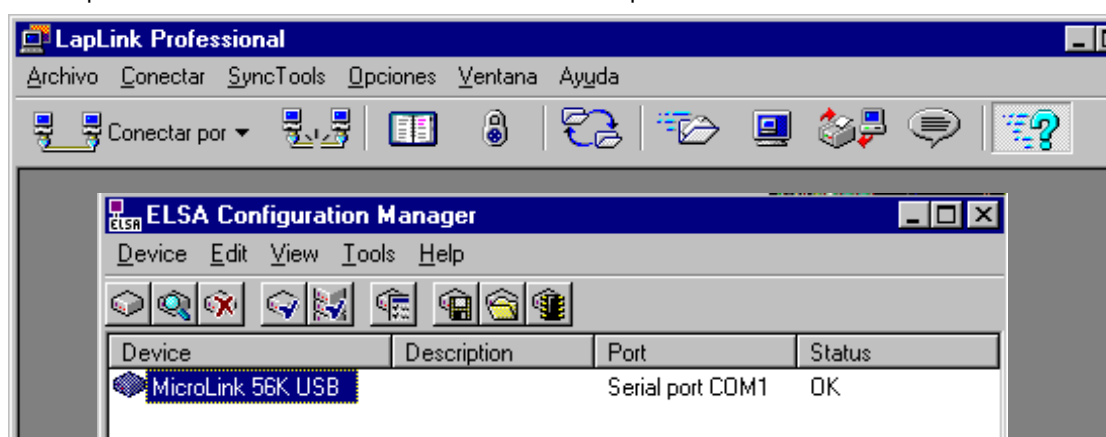 LapLink Professional
Archivo Conectar SyncTools Opciones Ventana Ayuda
Conectar por
ELSA
ELSA Configuration Manager
Device Edit View Tools Help
Device Description Port Status
MicroLink 56K USB Serial port COM1 OK